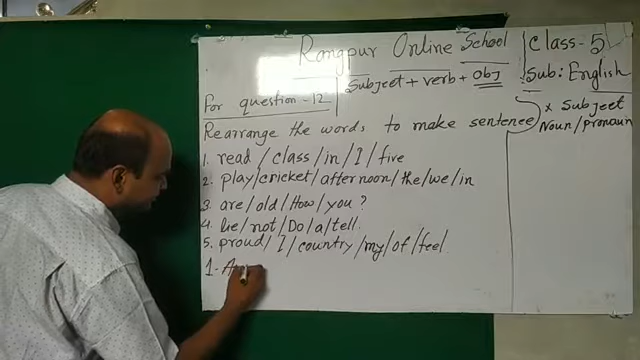 Rangpur Online School
Class-5
Sub: English
For question-12
Subject + verb + obj
x Subject
Noun/pronoun
Rearrange the words to make sentence
1. read / class / in / I / five
2. play / cricket / afternoon / the / we / in
3. are / old / How / you ?
4. lie / not / Do / a / tell.
5. proud / I / country / my / of / feel
1. A